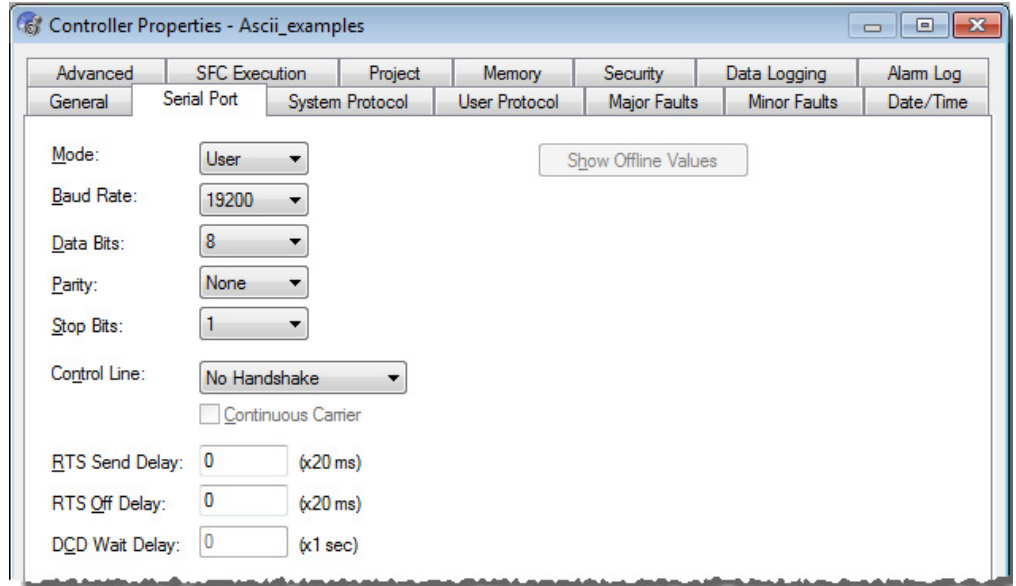 Controller Properties - Ascii_examples
Advanced SFC Execution Project Memory Security Data Logging Alarm Log
General Serial Port System Protocol User Protocol Major Faults Minor Faults Date/Time
Mode: User Show Offline Values
Baud Rate: 19200
Data Bits: 8
Parity: None
Stop Bits: 1
Control Line: No Handshake
Continuous Carrier
RTS Send Delay: 0 (x20 ms)
RTS Off Delay: 0 (x20 ms)
DCD Wait Delay: 0 (x1 sec)